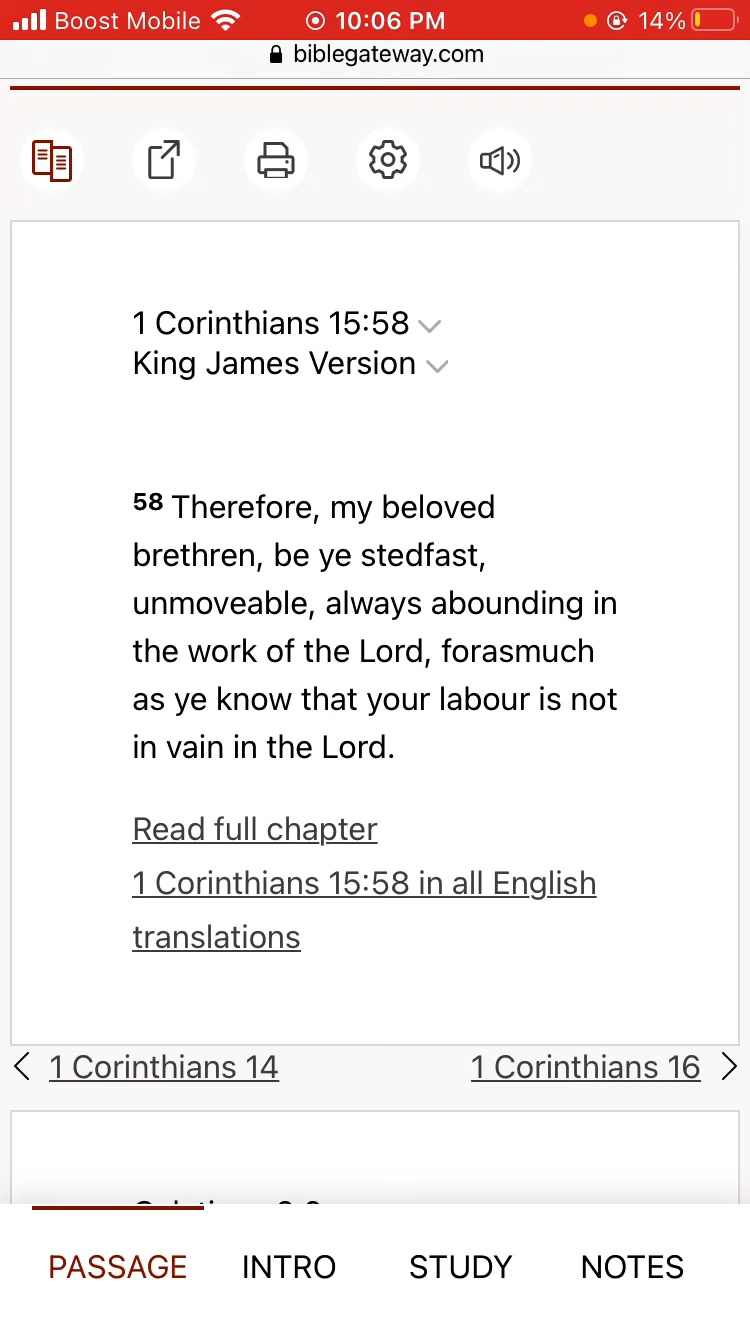 Boost Mobile 10:06 PM 14%
biblegateway.com
1 Corinthians 15:58
King James Version
58 Therefore, my beloved
brethren, be ye stedfast,
unmoveable, always abounding in
the work of the Lord, forasmuch
as ye know that your labour is not
in vain in the Lord.
Read full chapter
1 Corinthians 15:58 in all English
translations
1 Corinthians 14 1 Corinthians 16
PASSAGE INTRO STUDY NOTES